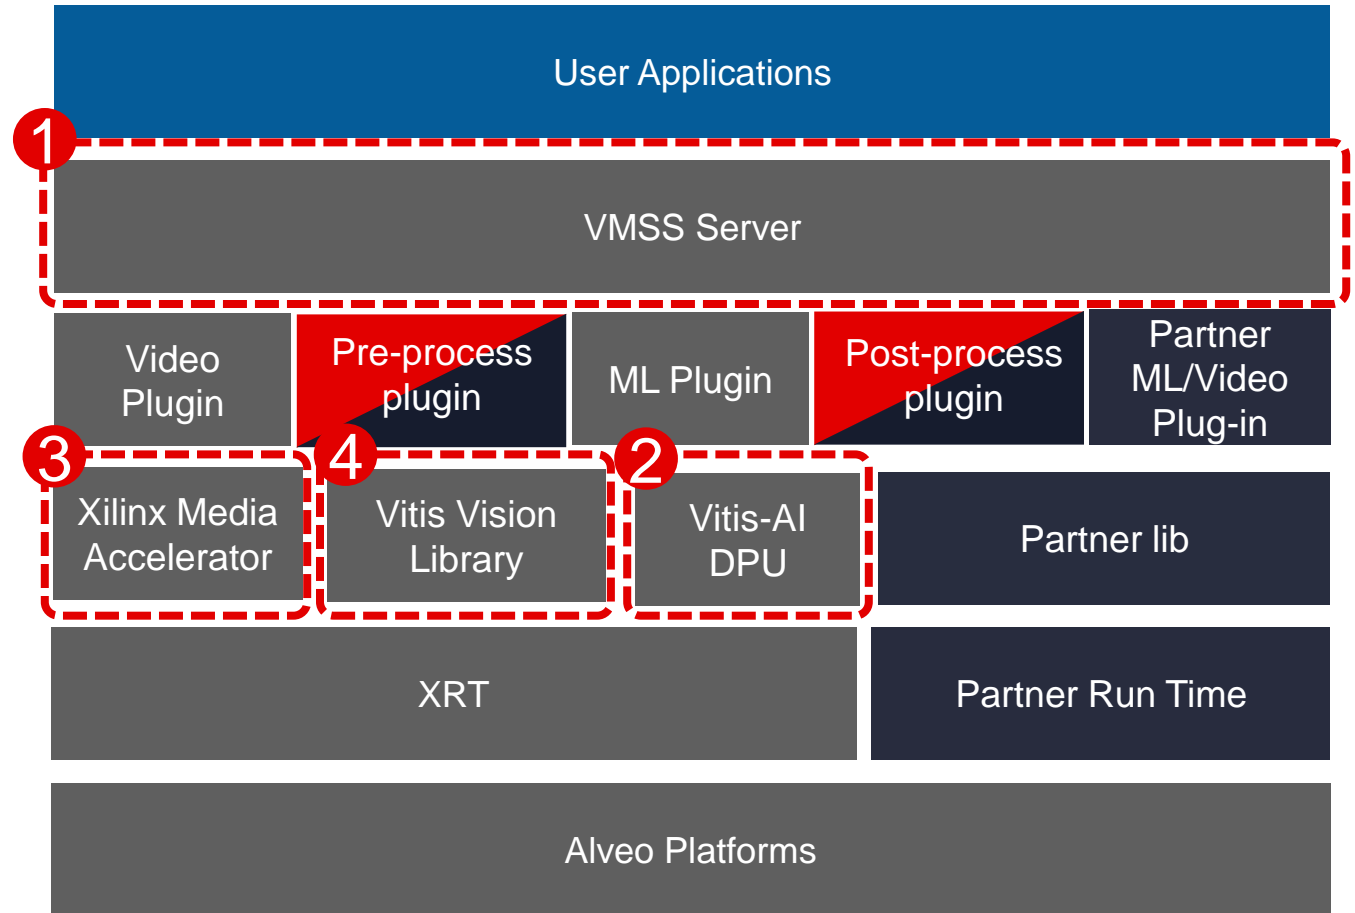 User Applications
1
VMSS Server
Video
Plugin
Pre-process
plugin
ML Plugin
Post-process
plugin
Partner
ML/Video
Plug-in
3
Xilinx Media
Accelerator
4
Vitis Vision
Library
2
Vitis-AI
DPU
Partner lib
XRT
Partner Run Time
Alveo Platforms